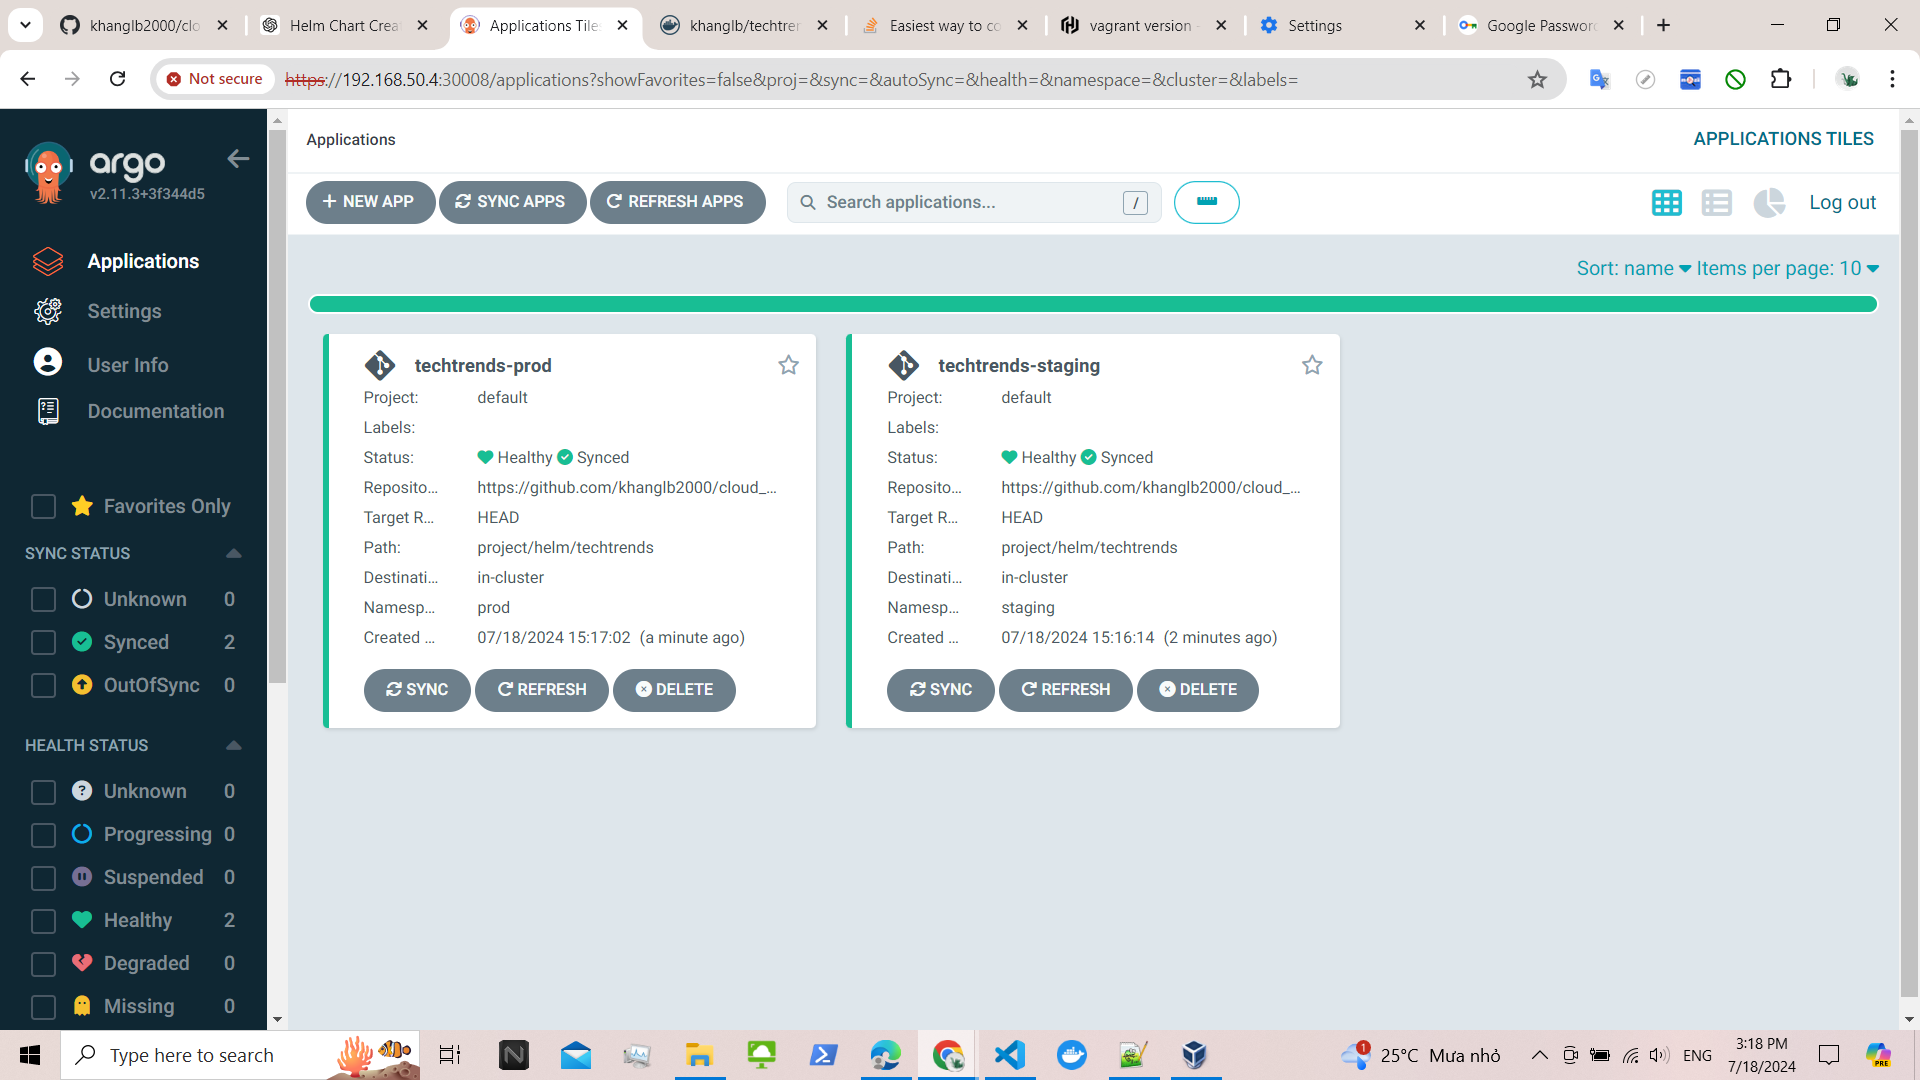 khanglb2000/clo
Helm Chart Crea
Applications Tile
khanglb/techtren
Easiest way to co
vagrant version -
Settings
Google Password
Not secure
https://192.168.50.4:30008/applications?showFavorites=false&proj=&sync=&autoSync=&health=&namespace=&cluster=&labels=
argo
v2.11.3+3f344d5
Applications
Settings
User Info
Documentation
Favorites Only
SYNC STATUS
Unknown 0
Synced 2
OutOfSync 0
HEALTH STATUS
Unknown 0
Progressing 0
Suspended 0
Healthy 2
Degraded 0
Missing 0
Applications
APPLICATIONS TILES
+ NEW APP
SYNC APPS
REFRESH APPS
Search applications... /
Log out
Sort: name
Items per page: 10
techtrends-prod
Project: default
Labels:
Status: Healthy Synced
Reposito... https://github.com/khanglb2000/cloud_...
Target R... HEAD
Path: project/helm/techtrends
Destinati... in-cluster
Namesp... prod
Created ... 07/18/2024 15:17:02 (a minute ago)
SYNC REFRESH DELETE
techtrends-staging
Project: default
Labels:
Status: Healthy Synced
Reposito... https://github.com/khanglb2000/cloud_...
Target R... HEAD
Path: project/helm/techtrends
Destinati... in-cluster
Namesp... staging
Created ... 07/18/2024 15:16:14 (2 minutes ago)
SYNC REFRESH DELETE
Type here to search
1
25°C Mưa nhỏ
ENG
3:18 PM
7/18/2024
PRE